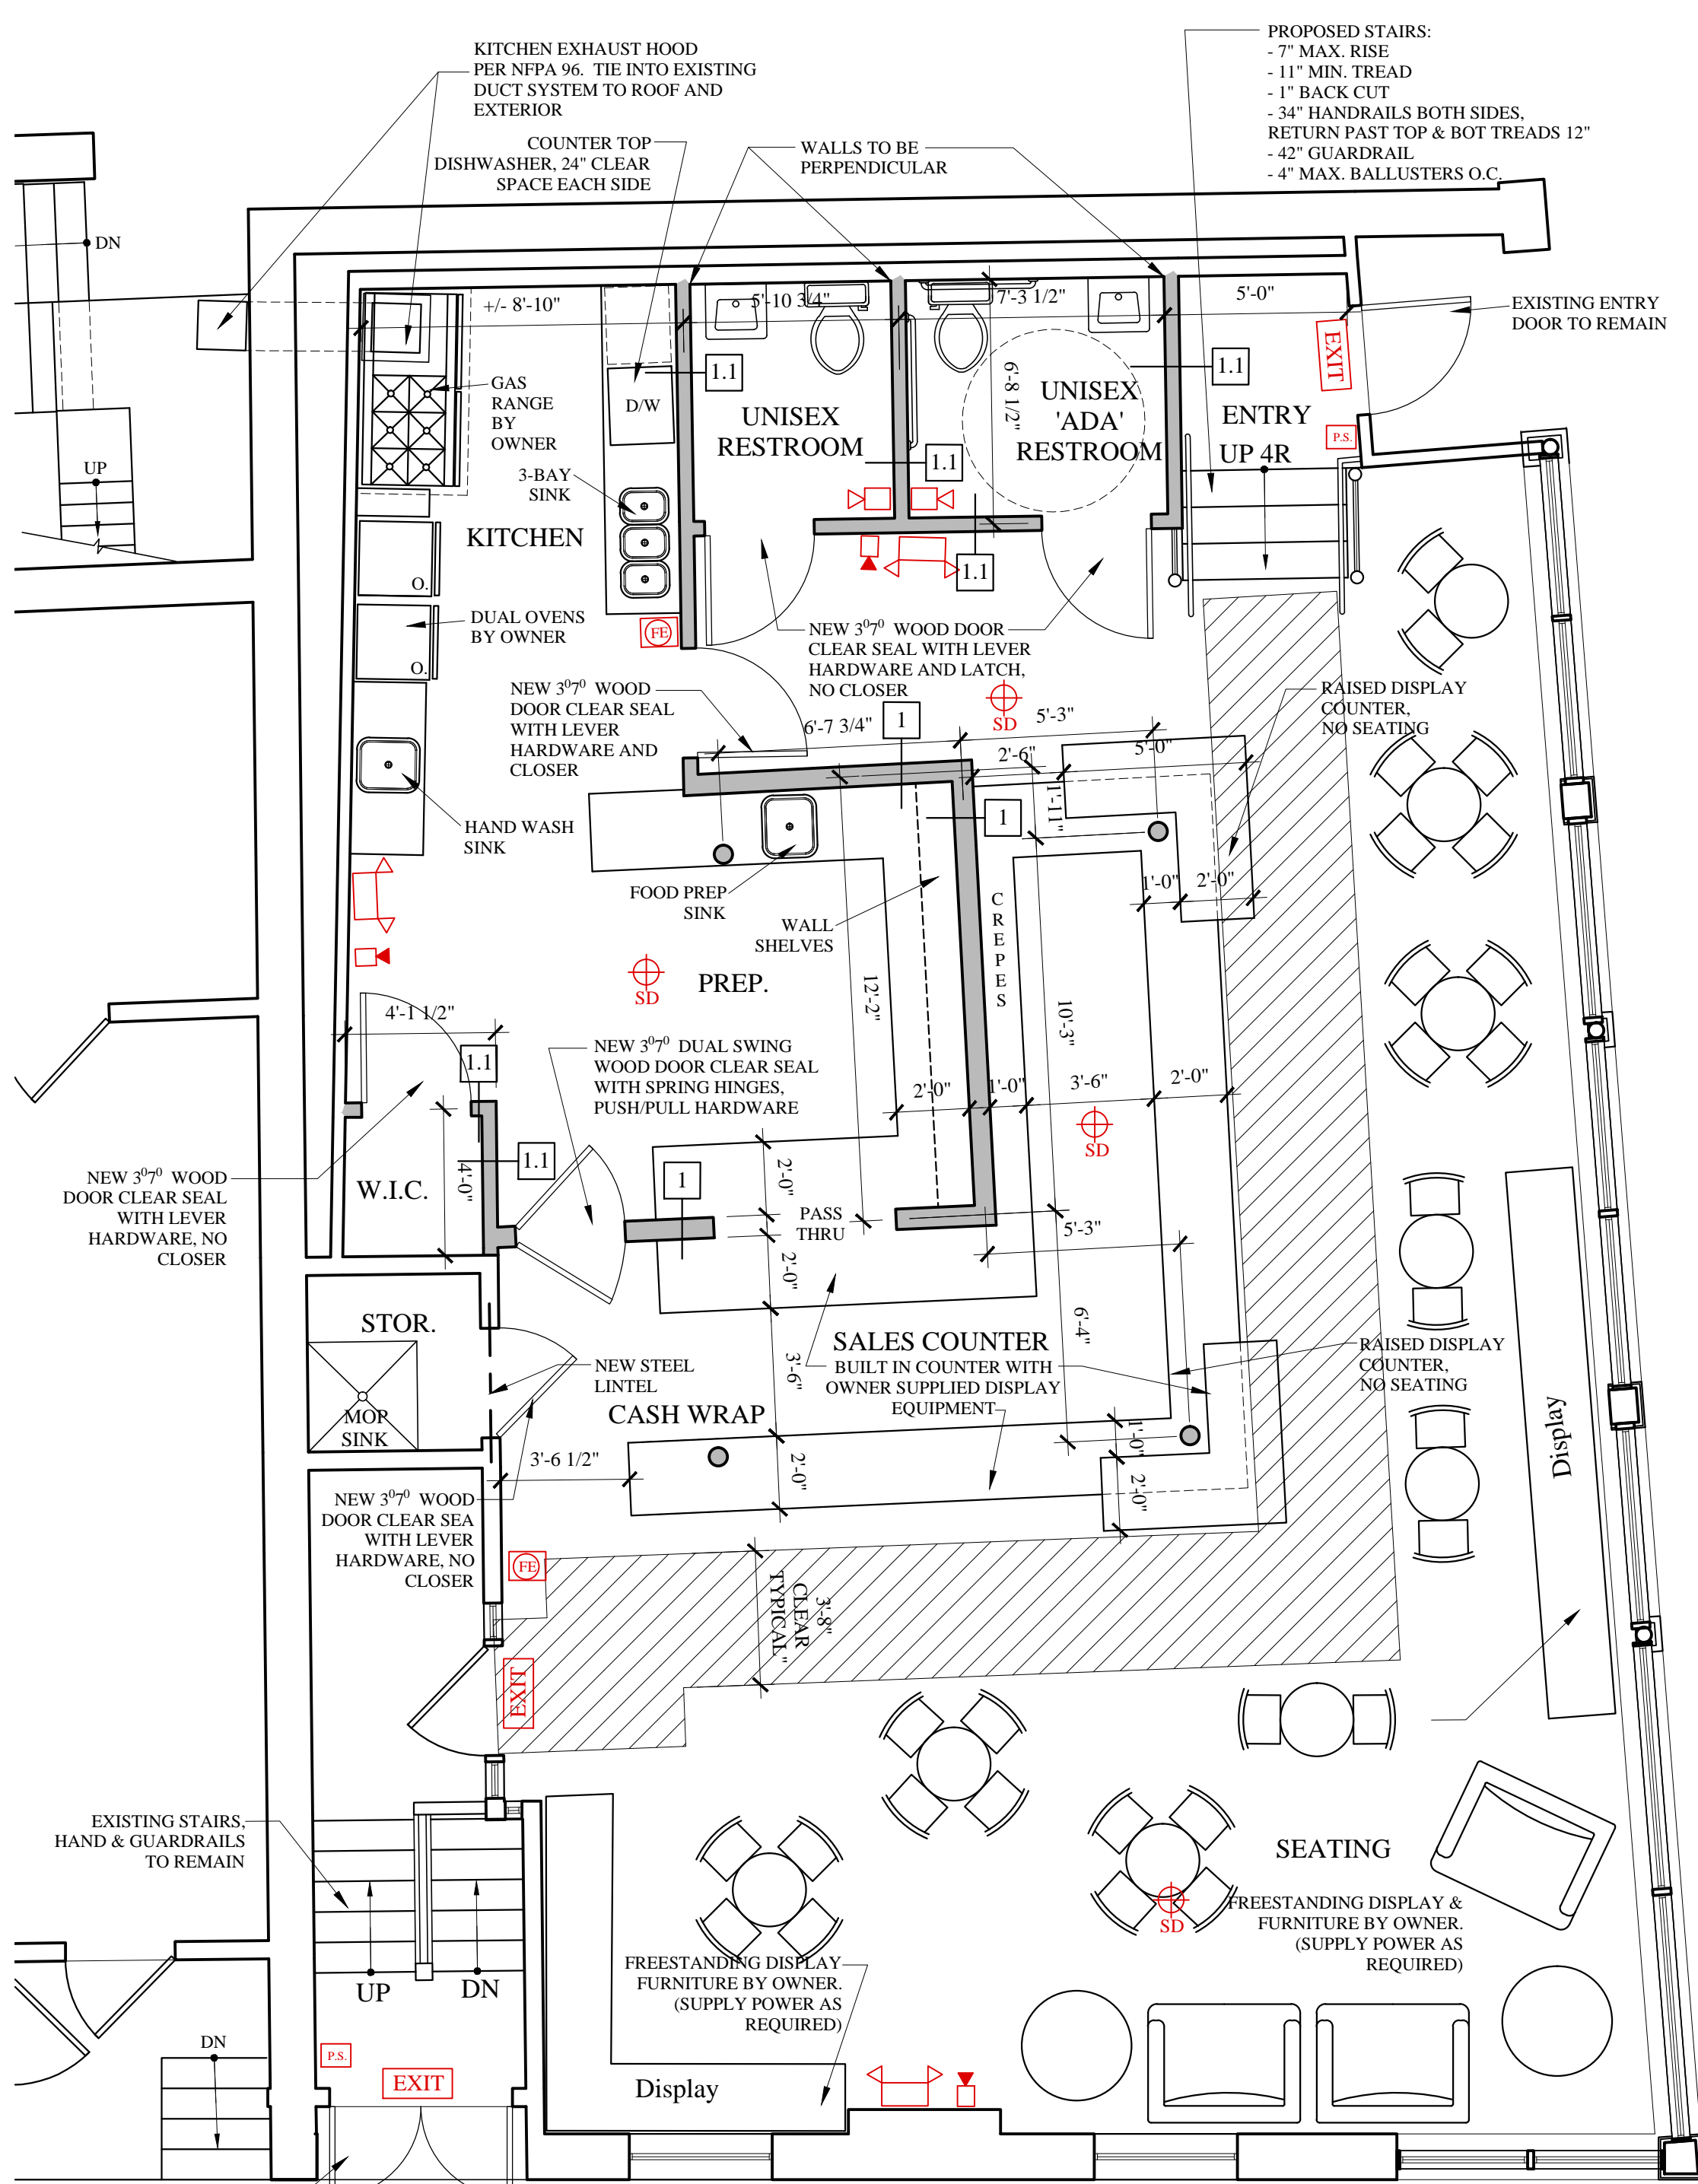 KITCHEN EXHAUST HOOD
PER NFPA 96.  TIE INTO EXISTING
DUCT SYSTEM TO ROOF AND
EXTERIOR
PROPOSED STAIRS:
- 7" MAX. RISE
- 11" MIN. TREAD
- 1" BACK CUT
- 34" HANDRAILS BOTH SIDES,
RETURN PAST TOP & BOT TREADS 12"
- 42" GUARDRAIL
- 4" MAX. BALLUSTERS O.C.
COUNTER TOP
DISHWASHER, 24" CLEAR
SPACE EACH SIDE
WALLS TO BE
PERPENDICULAR
DN
+/- 8'-10"
5'-10 3/4"
7'-3 1/2"
5'-0"
EXISTING ENTRY
DOOR TO REMAIN
EXIT
GAS
RANGE
BY
OWNER
D/W
1.1
1.1
6'-8 1/2"
UNISEX
RESTROOM
UNISEX
'ADA'
RESTROOM
ENTRY
UP 4R
P.S.
1.1
UP
3-BAY
SINK
KITCHEN
1.1
O.
O.
DUAL OVENS
BY OWNER
FE
NEW 3⁰7⁰ WOOD DOOR
CLEAR SEAL WITH LEVER
HARDWARE AND LATCH,
NO CLOSER
NEW 3⁰7⁰ WOOD
DOOR CLEAR SEAL
WITH LEVER
HARDWARE AND
CLOSER
RAISED DISPLAY
COUNTER,
NO SEATING
SD
6'-7 3/4"
1
5'-3"
2'-6"
5'-0"
1'-11"
HAND WASH
SINK
1
FOOD PREP
SINK
WALL
SHELVES
1'-0"
2'-0"
CREPES
SD
PREP.
12'-2"
10'-3"
4'-1 1/2"
1.1
NEW 3⁰7⁰ DUAL SWING
WOOD DOOR CLEAR SEAL
WITH SPRING HINGES,
PUSH/PULL HARDWARE
2'-0"
1'-0"
3'-6"
2'-0"
SD
NEW 3⁰7⁰ WOOD
DOOR CLEAR SEAL
WITH LEVER
HARDWARE, NO
CLOSER
W.I.C.
4'-0"
1.1
2'-0"
1
PASS
THRU
5'-3"
2'-0"
STOR.
NEW STEEL
LINTEL
3'-6"
SALES COUNTER
BUILT IN COUNTER WITH
OWNER SUPPLIED DISPLAY
EQUIPMENT
6'-4"
RAISED DISPLAY
COUNTER,
NO SEATING
MOP
SINK
CASH WRAP
Display
3'-6 1/2"
2'-0"
1'-0"
2'-0"
NEW 3⁰7⁰ WOOD
DOOR CLEAR SEA
WITH LEVER
HARDWARE, NO
CLOSER
FE
3'-8"
CLEAR
TYPICAL"
EXIT
EXISTING STAIRS,
HAND & GUARDRAILS
TO REMAIN
SEATING
FREESTANDING DISPLAY &
FURNITURE BY OWNER.
(SUPPLY POWER AS
REQUIRED)
SD
FREESTANDING DISPLAY
FURNITURE BY OWNER.
(SUPPLY POWER AS
REQUIRED)
UP
DN
DN
P.S.
EXIT
Display